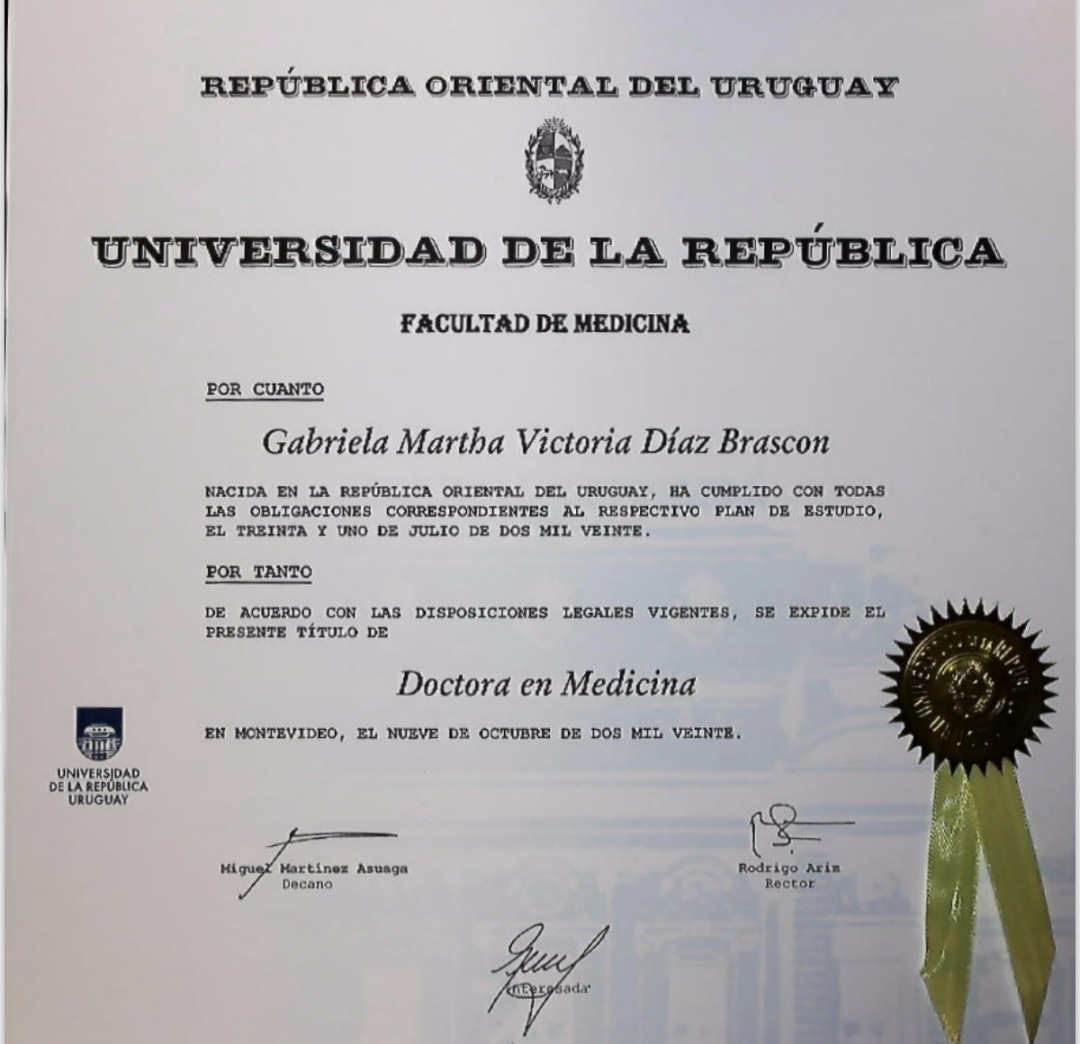 REPÚBLICA ORIENTAL DEL URUGUAY
UNIVERSIDAD DE LA REPÚBLICA
FACULTAD DE MEDICINA
POR CUANTO
Gabriela Martha Victoria Díaz Brascon
NACIDA EN LA REPÚBLICA ORIENTAL DEL URUGUAY, HA CUMPLIDO CON TODAS
LAS OBLIGACIONES CORRESPONDIENTES AL RESPECTIVO PLAN DE ESTUDIO,
EL TREINTA Y UNO DE JULIO DE DOS MIL VEINTE.
POR TANTO
DE ACUERDO CON LAS DISPOSICIONES LEGALES VIGENTES, SE EXPIDE EL
PRESENTE TÍTULO DE
Doctora en Medicina
EN MONTEVIDEO, EL NUEVE DE OCTUBRE DE DOS MIL VEINTE.
UNIVERSIDAD
DE LA REPÚBLICA
URUGUAY
Miguel Martínez Asuaga
Decano
Rodrigo Arim
Rector
Interesada